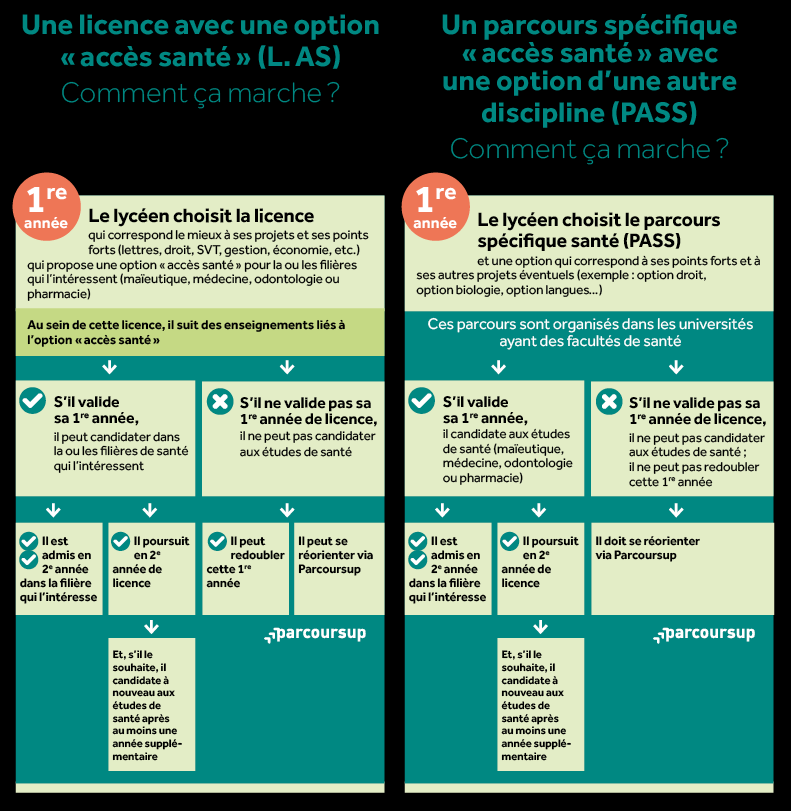 Une licence avec une option
« accès santé » (L. AS)
Comment ça marche ?
1re
année
Le lycéen choisit la licence
qui correspond le mieux à ses projets et ses points
forts (lettres, droit, SVT, gestion, économie, etc.)
qui propose une option « accès santé » pour la ou les filières
qui l'intéressent (maïeutique, médecine, odontologie ou
pharmacie)
Au sein de cette licence, il suit des enseignements liés à
l'option « accès santé »
S'il valide
sa 1re année,
il peut candidater dans
la ou les filières de santé
qui l'intéressent
S'il ne valide pas sa
1re année de licence,
il ne peut pas candidater
aux études de santé
Il est
admis en
2e année
dans la filière
qui l'intéresse
Il poursuit
en 2e
année de
licence
Il peut
redoubler
cette 1re
année
Il peut se
réorienter via
Parcoursup
parcoursup
Et, s'il le
souhaite, il
candidate à
nouveau aux
études de
santé après
au moins une
année supplé-
mentaire
Un parcours spécifique
« accès santé » avec
une option d'une autre
discipline (PASS)
Comment ça marche ?
1re
année
Le lycéen choisit le parcours
spécifique santé (PASS)
et une option qui correspond à ses points forts et à
ses autres projets éventuels (exemple : option droit,
option biologie, option langues...)
Ces parcours sont organisés dans les universités
ayant des facultés de santé
S'il valide
sa 1re année,
il candidate aux études
de santé (maïeutique,
médecine, odontologie
ou pharmacie)
S'il ne valide pas sa
1re année de licence,
il ne peut pas candidater
aux études de santé ;
il ne peut pas redoubler
cette 1re année
Il est
admis en
2e année
dans la filière
qui l'intéresse
Il poursuit
en 2e
année de
licence
Il doit se réorienter
via Parcoursup
parcoursup
Et, s'il le
souhaite, il
candidate à
nouveau aux
études de
santé après
au moins une
année supplé-
mentaire